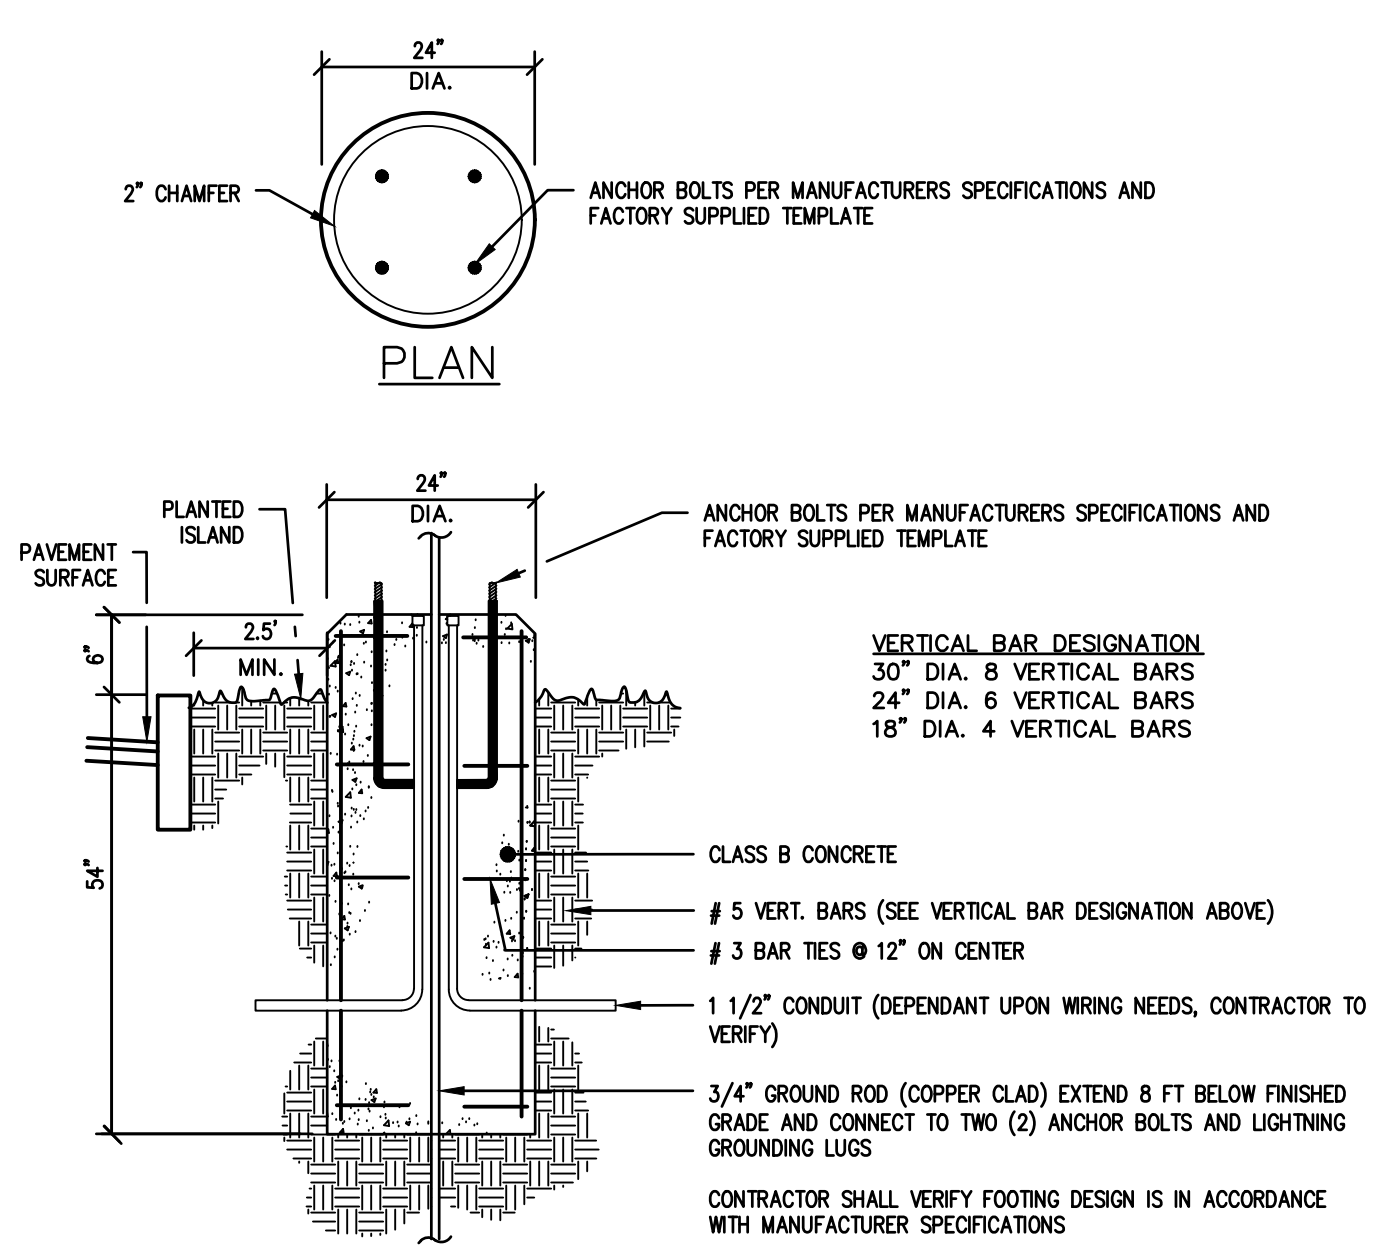 24"
DIA.
2" CHAMFER
ANCHOR BOLTS PER MANUFACTURERS SPECIFICATIONS AND
FACTORY SUPPLIED TEMPLATE
PLAN
24"
DIA.
PLANTED
ISLAND
PAVEMENT
SURFACE
ANCHOR BOLTS PER MANUFACTURERS SPECIFICATIONS AND
FACTORY SUPPLIED TEMPLATE
6"
2.5'
MIN.
VERTICAL BAR DESIGNATION
30" DIA. 8 VERTICAL BARS
24" DIA. 6 VERTICAL BARS
18" DIA. 4 VERTICAL BARS
54"
CLASS B CONCRETE
# 5 VERT. BARS (SEE VERTICAL BAR DESIGNATION ABOVE)
# 3 BAR TIES @ 12" ON CENTER
1 1/2" CONDUIT (DEPENDANT UPON WIRING NEEDS, CONTRACTOR TO
VERIFY)
3/4" GROUND ROD (COPPER CLAD) EXTEND 8 FT BELOW FINISHED
GRADE AND CONNECT TO TWO (2) ANCHOR BOLTS AND LIGHTNING
GROUNDING LUGS
CONTRACTOR SHALL VERIFY FOOTING DESIGN IS IN ACCORDANCE
WITH MANUFACTURER SPECIFICATIONS